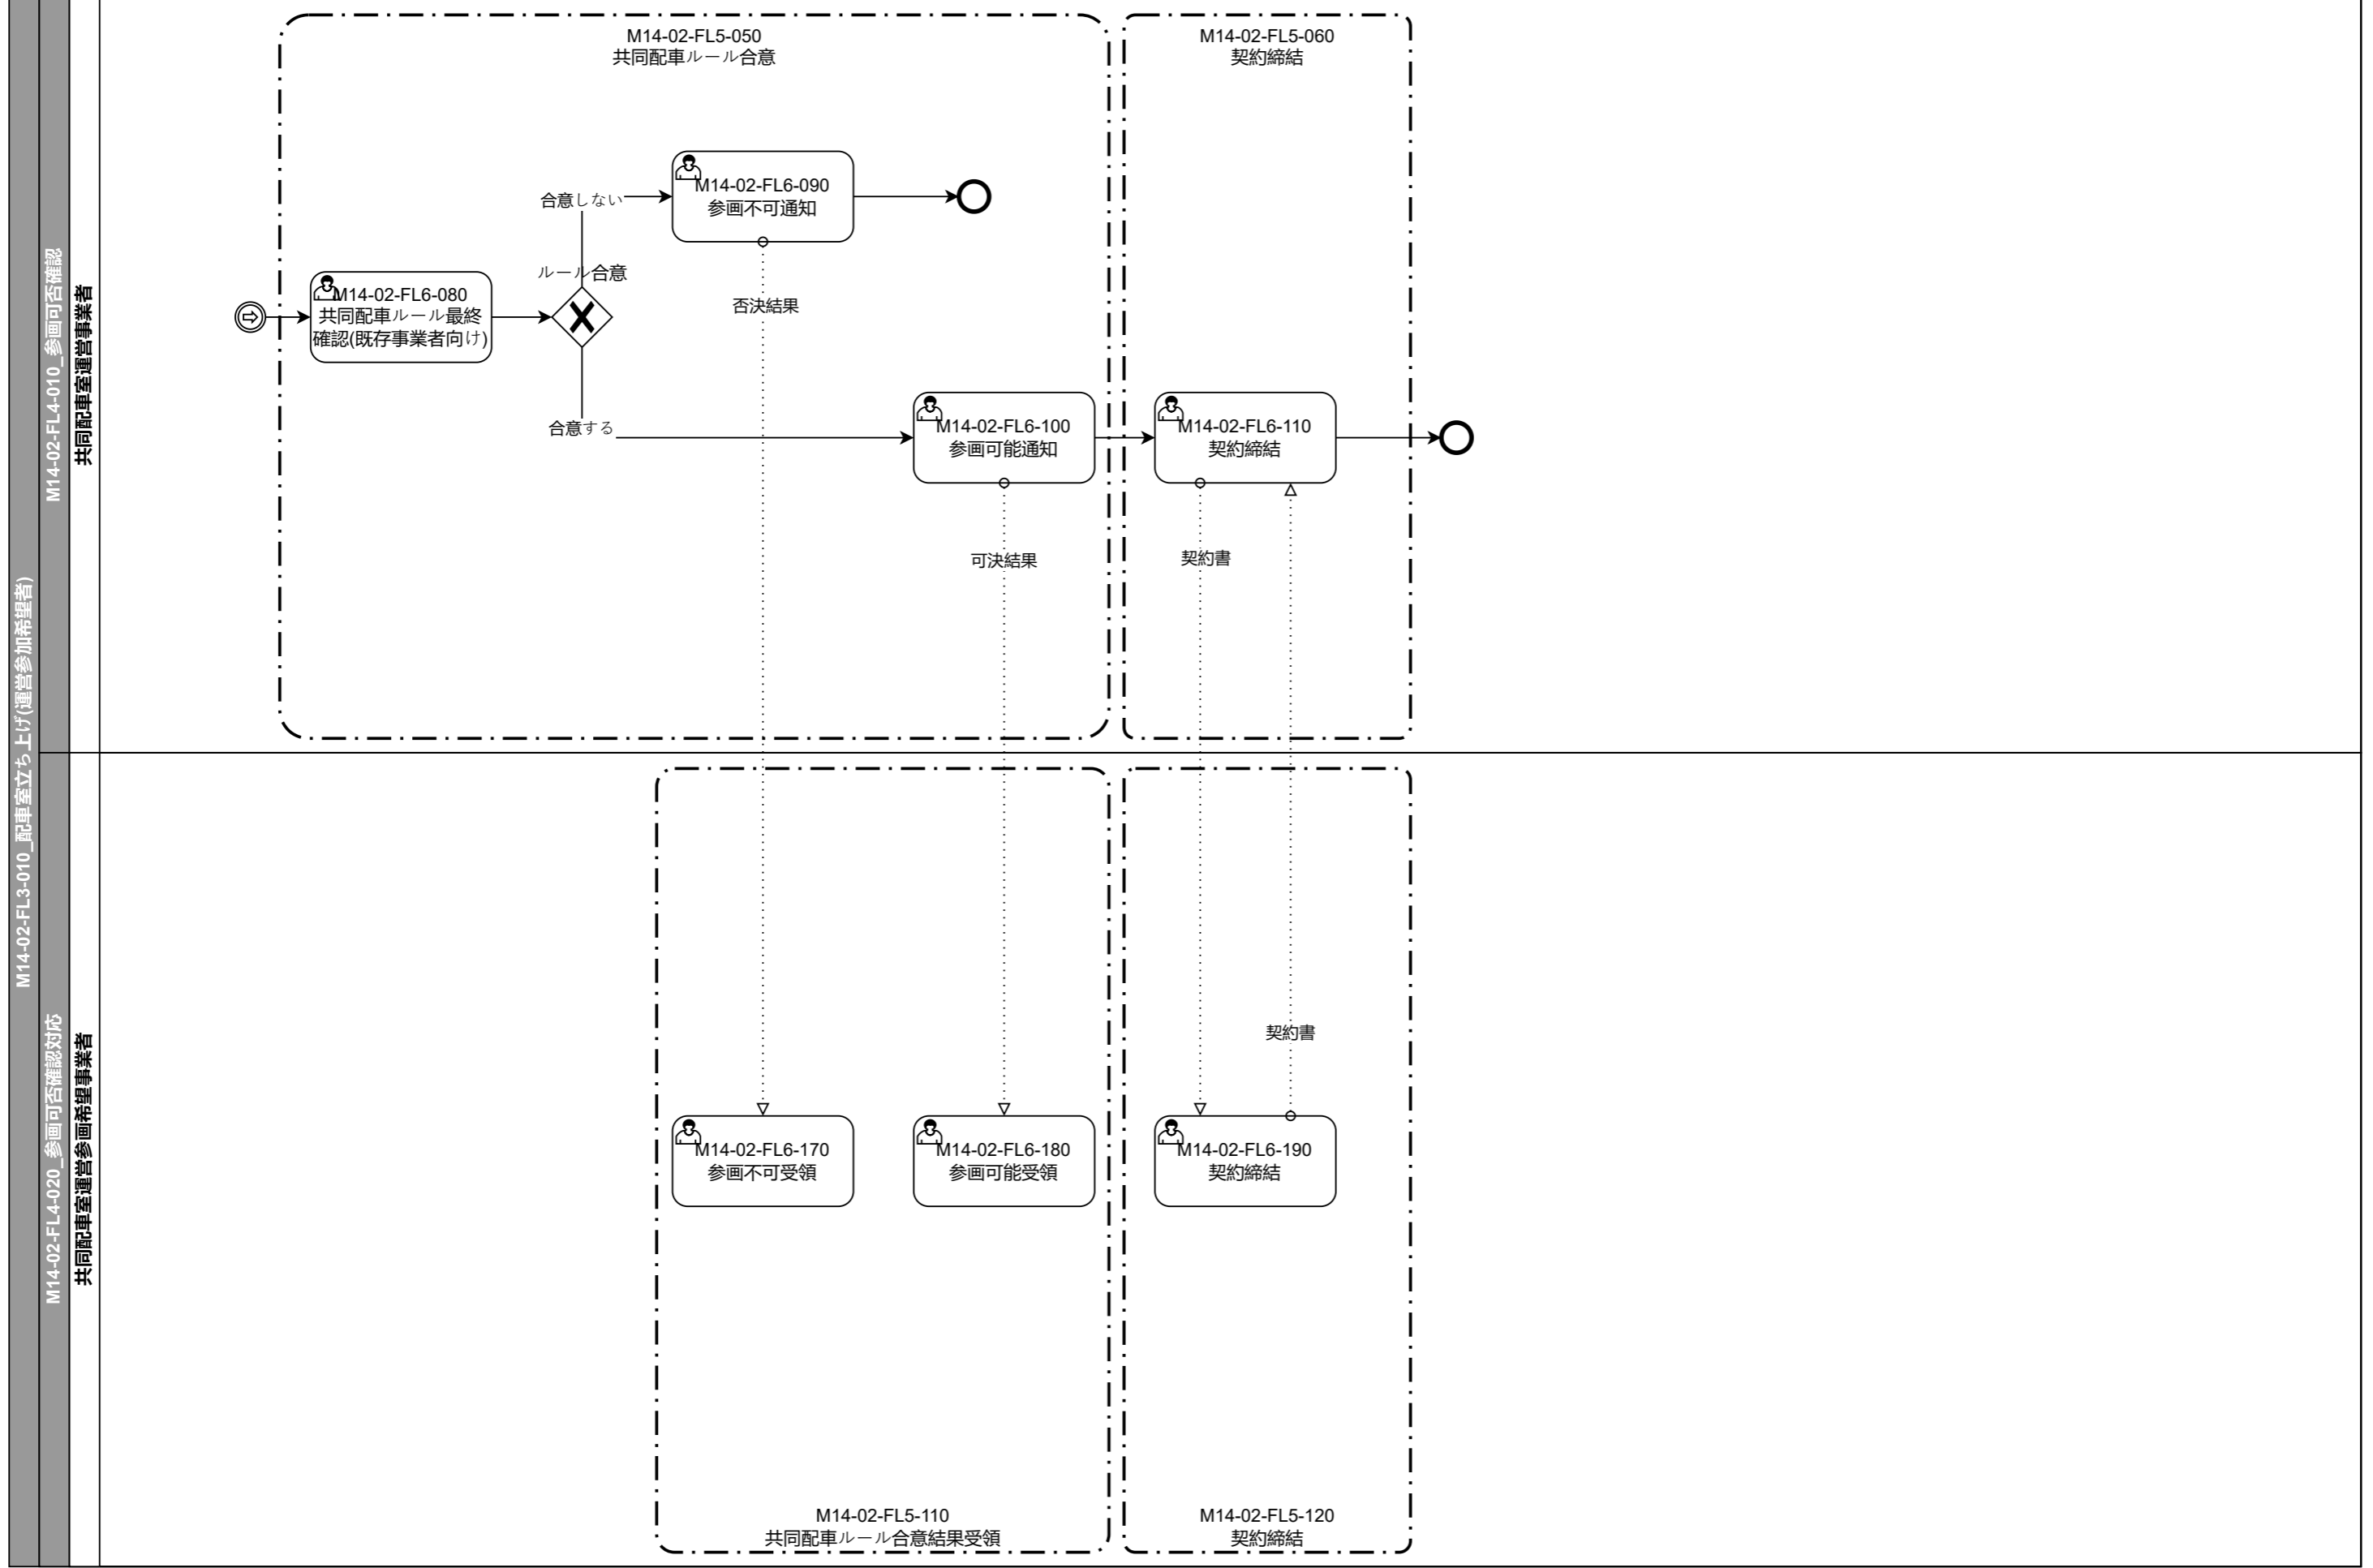 M14-02-FL3-010_配車室立ち上げ(運営参加希望者)
M14-02-FL4-010_参画可否確認
共同配車室運営事業者
M14-02-FL5-050
共同配車ルール合意
M14-02-FL5-060
契約締結
M14-02-FL6-090
参画不可通知
合意しない
ルール合意
M14-02-FL6-080
共同配車ルール最終
確認(既存事業者向け)
否決結果
合意する
M14-02-FL6-100
参画可能通知
M14-02-FL6-110
契約締結
可決結果
契約書
M14-02-FL4-020_参画可否確認対応
共同配車室運営参画希望事業者
契約書
M14-02-FL6-170
参画不可受領
M14-02-FL6-180
参画可能受領
M14-02-FL6-190
契約締結
M14-02-FL5-110
共同配車ルール合意結果受領
M14-02-FL5-120
契約締結